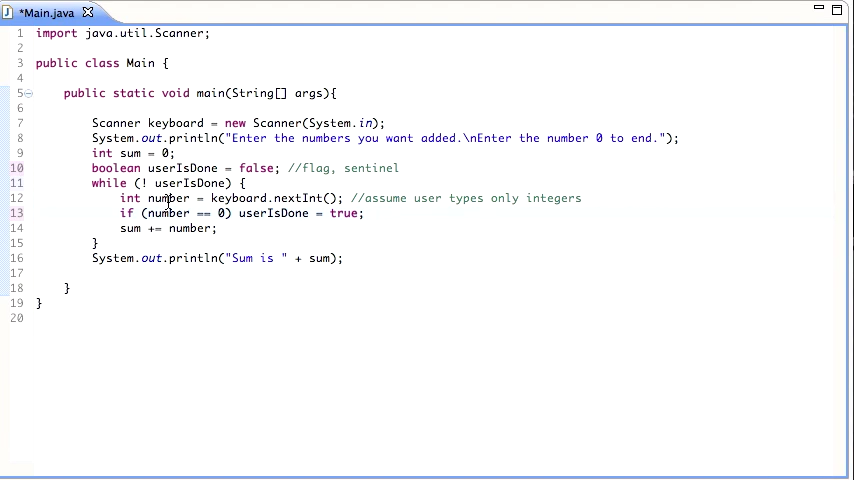 *Main.java
1 import java.util.Scanner;
2
3 public class Main {
4
5 public static void main(String[] args){
6
7 Scanner keyboard = new Scanner(System.in);
8 System.out.println("Enter the numbers you want added.\nEnter the number 0 to end.");
9 int sum = 0;
10 boolean userIsDone = false; //flag, sentinel
11 while (! userIsDone) {
12 int number = keyboard.nextInt(); //assume user types only integers
13 if (number == 0) userIsDone = true;
14 sum += number;
15 }
16 System.out.println("Sum is " + sum);
17
18 }
19 }
20